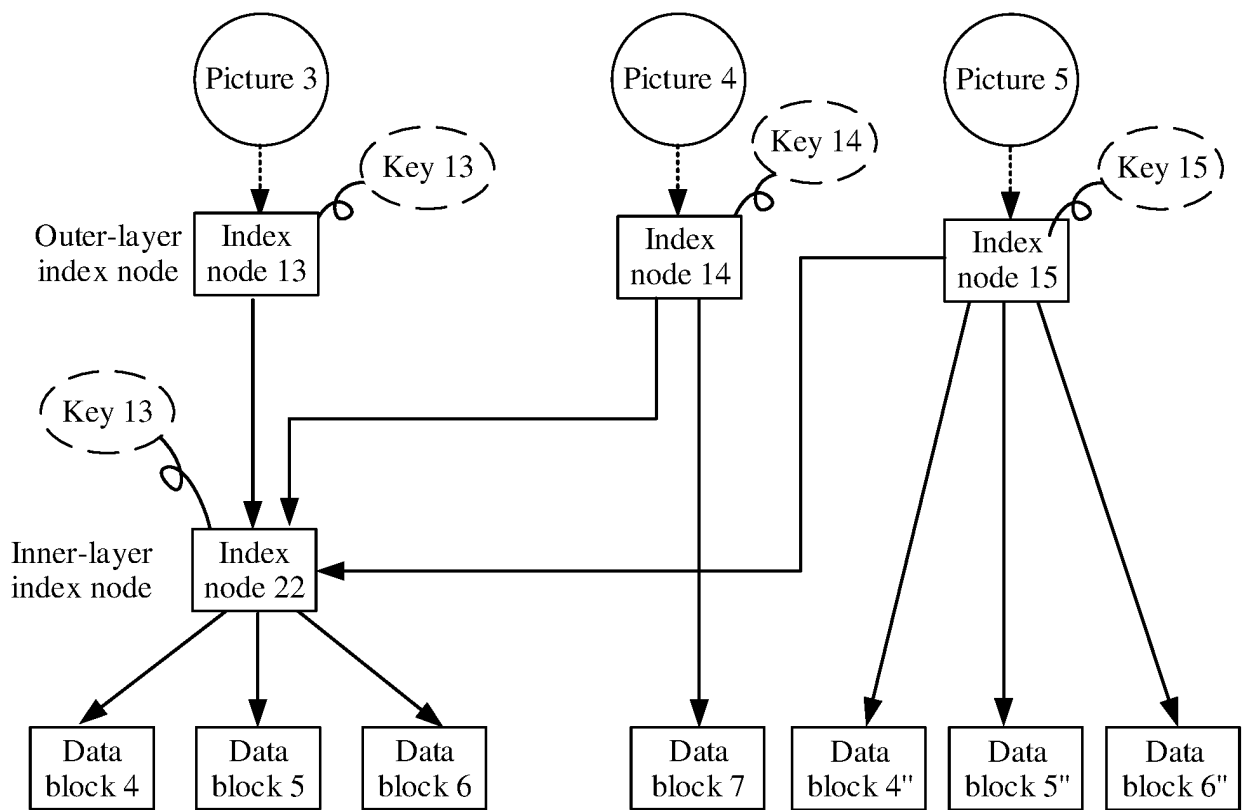 Picture 3
Picture 4
Picture 5
Key 13
Key 14
Key 15
Outer-layer
index node
Index
node 13
Index
node 14
Index
node 15
Key 13
Inner-layer
index node
Index
node 22
Data
block 4
Data
block 5
Data
block 6
Data
block 7
Data
block 4"
Data
block 5"
Data
block 6"